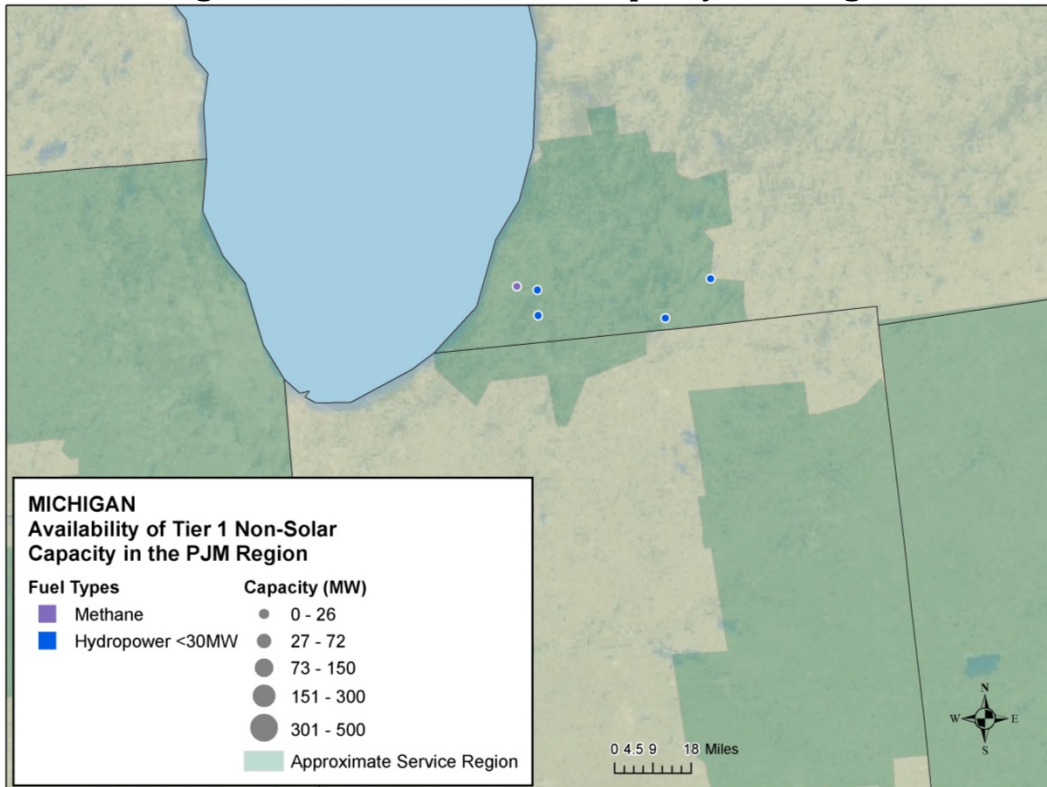 MICHIGAN
Availability of Tier 1 Non-Solar
Capacity in the PJM Region
Fuel Types
Methane
Hydropower <30MW
Capacity (MW)
0 - 26
27 - 72
73 - 150
151 - 300
301 - 500
Approximate Service Region
0 4.5 9 18 Miles
N
W E
S